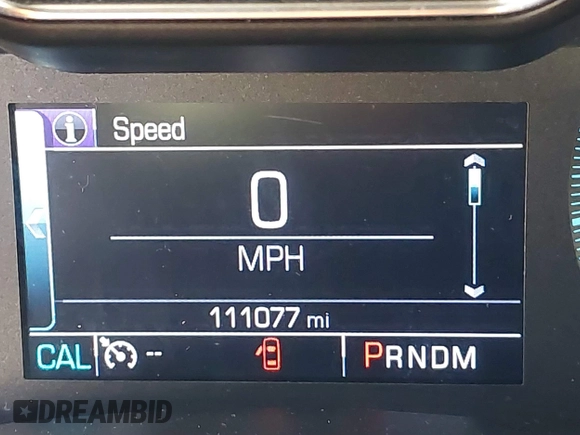 i Speed
0
MPH
111077 mi
CAL -- PRNDM
DREAMBID